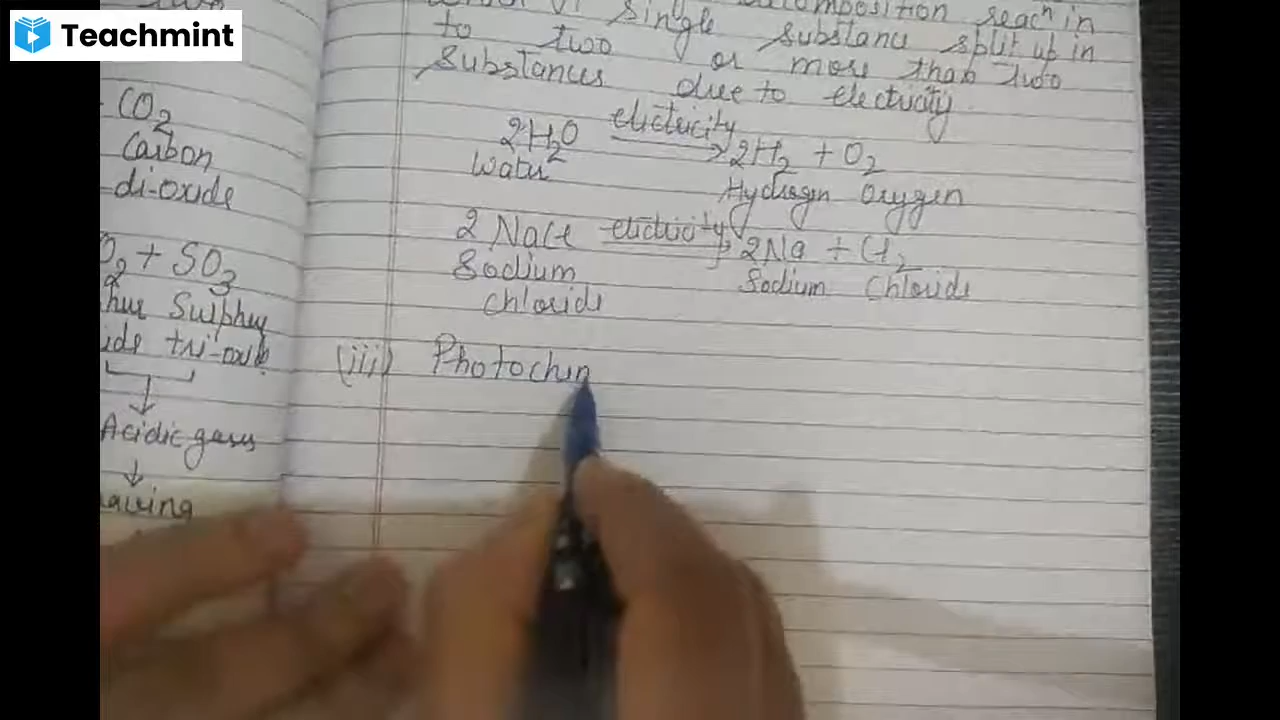 Teachmint
CO2
Carbon
di-oxide
O2 + SO3
Sulphur
tri-oxide
Acidic gases
single substance split up in
to two or more than two
substances due to electricity
2H2O electricity 2H2 + O2
Water Hydrogen Oxygen
2 NaCl electricity 2Na + Cl2
Sodium Sodium Chloride
chloride
(iii) Photochem